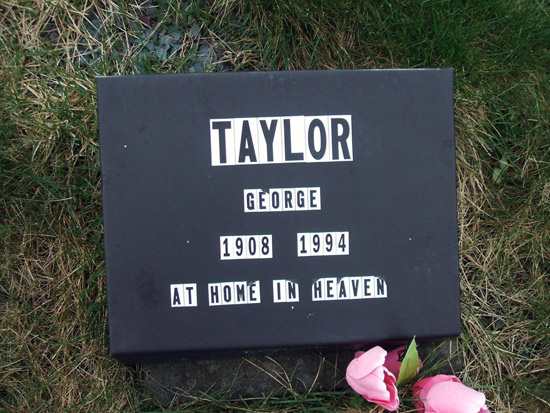 TAYLOR
GEORGE
1908 1994
AT HOME IN HEAVEN